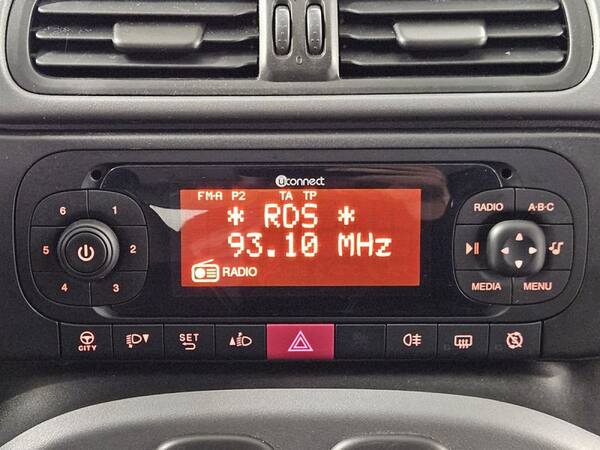 Uconnect
FM-A P2 TA TP
* RDS *
93.10 MHz
RADIO
6 1
5 2
4 3
RADIO A·B·C
MEDIA MENU
CITY
SET
0